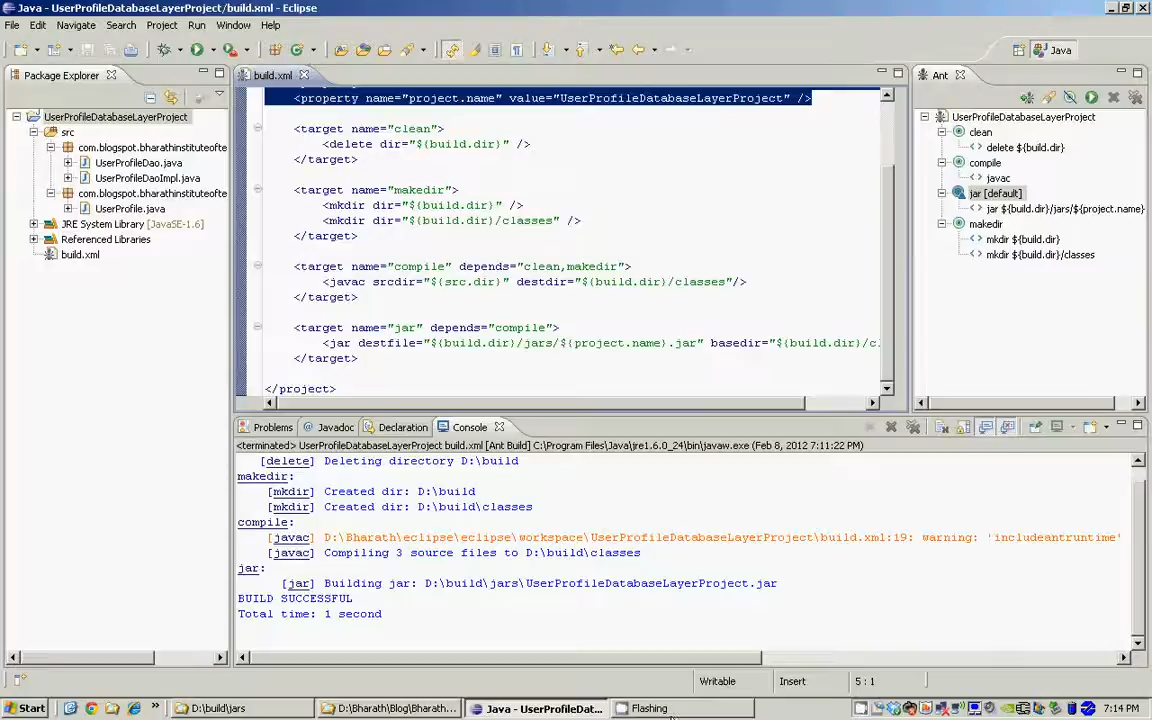 Java - UserProfileDatabaseLayerProject/build.xml - Eclipse
File Edit Navigate Search Project Run Window Help
Java
Package Explorer
UserProfileDatabaseLayerProject
src
com.blogspot.bharathinstituteofte
UserProfileDao.java
UserProfileDaoImpl.java
com.blogspot.bharathinstituteofte
UserProfile.java
JRE System Library [JavaSE-1.6]
Referenced Libraries
build.xml
build.xml
<property name="project.name" value="UserProfileDatabaseLayerProject" />
<target name="clean">
<delete dir="${build.dir}" />
</target>
<target name="makedir">
<mkdir dir="${build.dir}" />
<mkdir dir="${build.dir}/classes" />
</target>
<target name="compile" depends="clean,makedir">
<javac srcdir="${src.dir}" destdir="${build.dir}/classes"/>
</target>
<target name="jar" depends="compile">
<jar destfile="${build.dir}/jars/${project.name}.jar" basedir="${build.dir}/cl
</target>
</project>
Ant
UserProfileDatabaseLayerProject
clean
<> delete ${build.dir}
compile
<> javac
jar [default]
<> jar ${build.dir}/jars/${project.name}
makedir
<> mkdir ${build.dir}
<> mkdir ${build.dir}/classes
Problems @ Javadoc Declaration Console
<terminated> UserProfileDatabaseLayerProject build.xml [Ant Build] C:\Program Files\Java\jre1.6.0_24\bin\javaw.exe (Feb 8, 2012 7:11:22 PM)
[delete] Deleting directory D:\build
makedir:
[mkdir] Created dir: D:\build
[mkdir] Created dir: D:\build\classes
compile:
[javac] D:\Bharath\eclipse\eclipse\workspace\UserProfileDatabaseLayerProject\build.xml:19: warning: 'includeantruntime'
[javac] Compiling 3 source files to D:\build\classes
jar:
[jar] Building jar: D:\build\jars\UserProfileDatabaseLayerProject.jar
BUILD SUCCESSFUL
Total time: 1 second
Writable Insert 5 : 1
Start D:\build\jars D:\Bharath\Blog\Bharath... Java - UserProfileDat... Flashing 7:14 PM